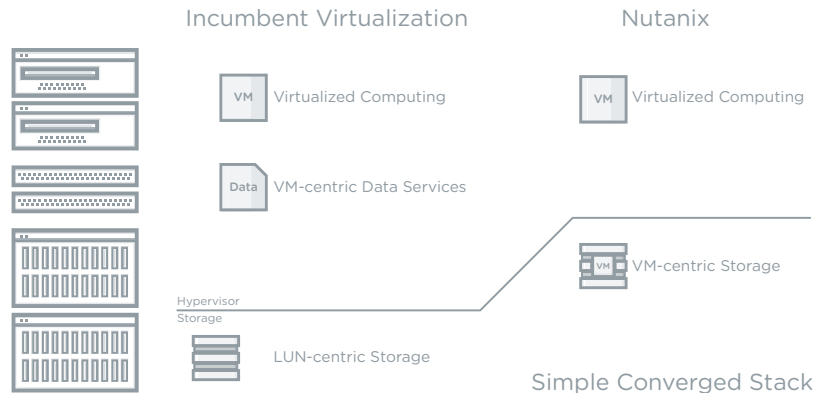 Incumbent Virtualization
Nutanix
VM
Virtualized Computing
VM
Virtualized Computing
Data
VM-centric Data Services
VM
VM-centric Storage
Hypervisor
Storage
LUN-centric Storage
Simple Converged Stack